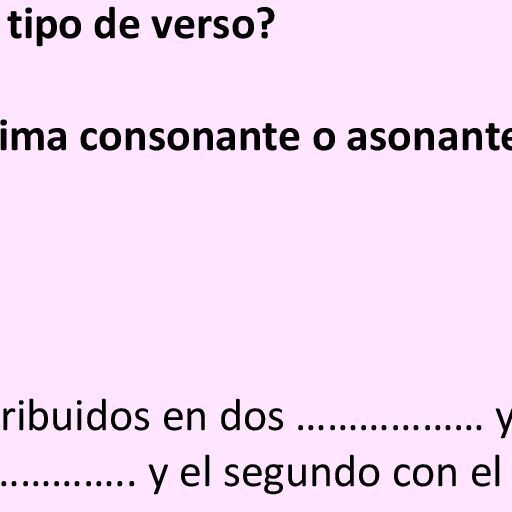 tipo de verso?
ima consonante o asonante
ribuidos en dos ……………… y
…………. y el segundo con el